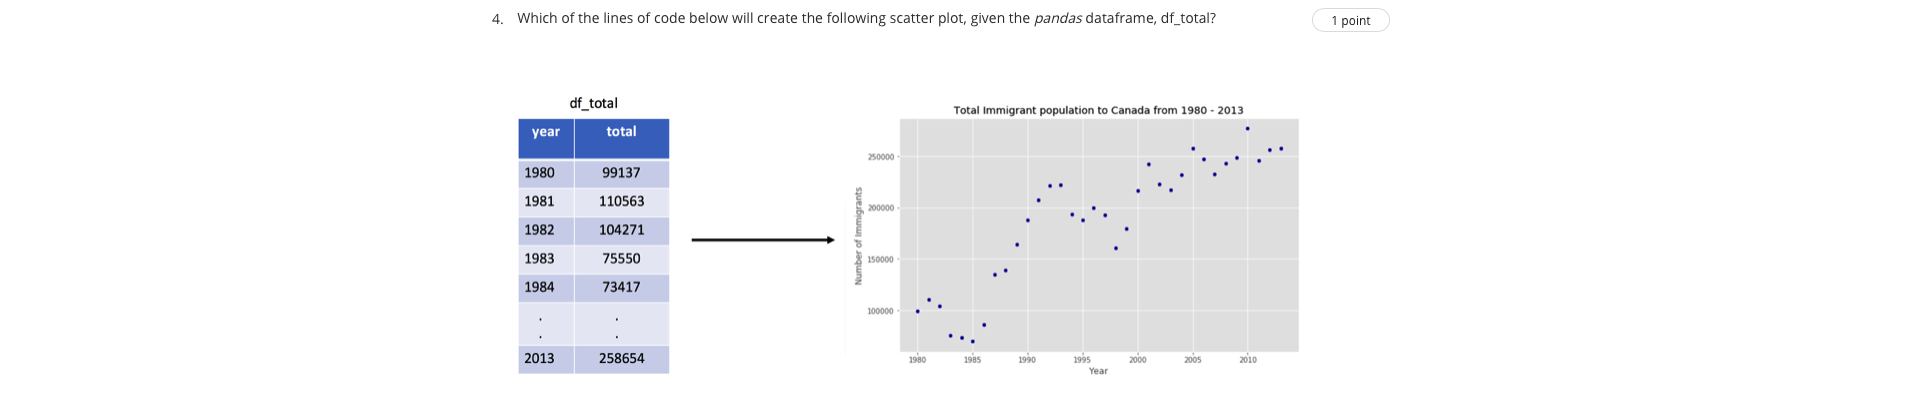 4. Which of the lines of code below will create the following scatter plot, given the pandas dataframe, df_total?
1 point
df_total
year total
1980 99137
1981 110563
1982 104271
1983 75550
1984 73417
. .
. .
2013 258654
Total Immigrant population to Canada from 1980 - 2013
Number of Immigrants
250000
200000
150000
100000
1980 1985 1990 1995 2000 2005 2010
Year